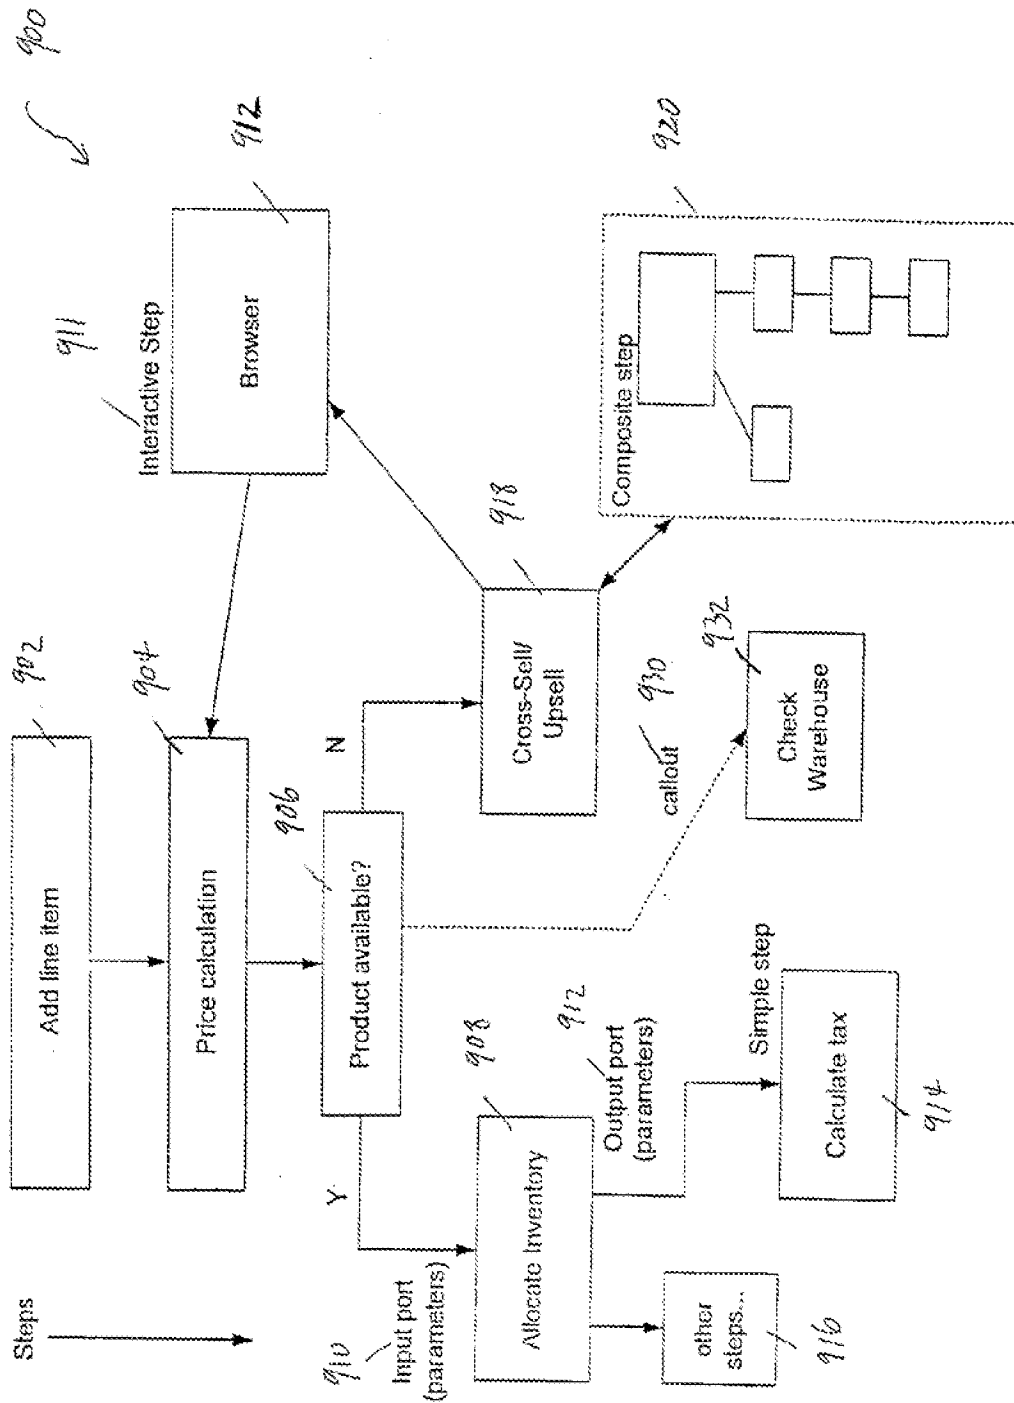 900
Steps
Add line item
902
Price calculation
904
911
Interactive Step
Browser
912
Product available?
906
Y
N
910
Input port
(parameters)
Allocate Inventory
908
Output port
(parameters)
912
Cross-Sell/
Upsell
918
callout
930
Composite step
920
other
steps...
916
Simple step
Calculate tax
914
Check
Warehouse
932